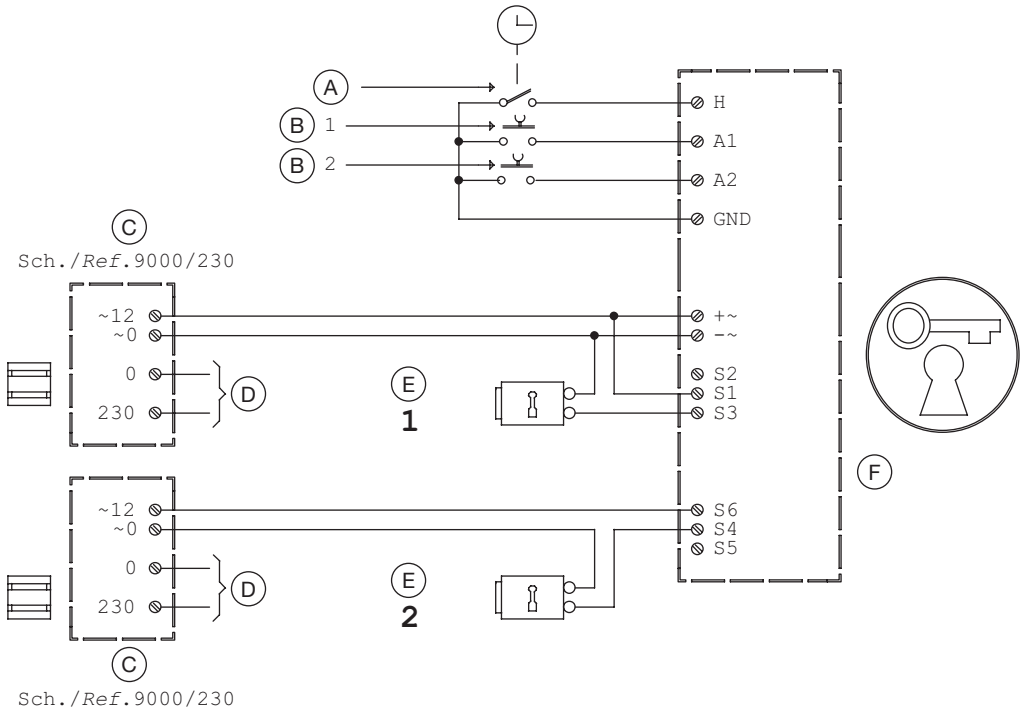 A
H
B 1
A1
B 2
A2
GND
C
Sch./Ref.9000/230
~12
+~
~0
-~
0
S2
D
E
S1
230
1
S3
F
~12
S6
~0
S4
S5
0
D
E
230
2
C
Sch./Ref.9000/230